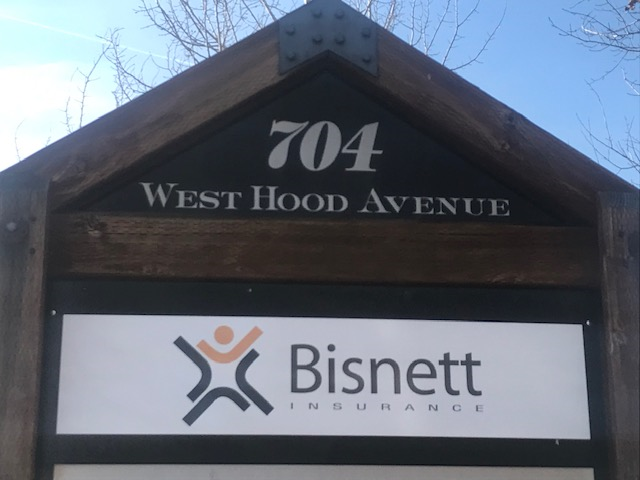 704
West Hood Avenue
Bisnett
INSURANCE